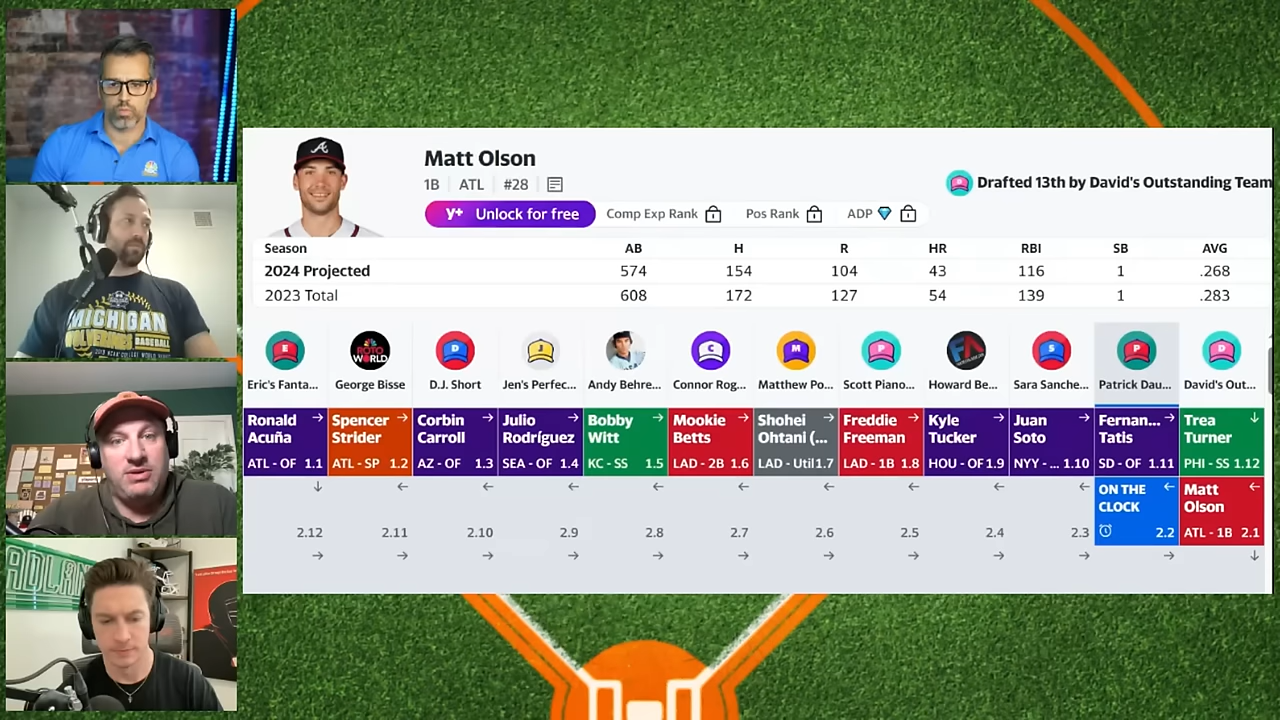 Matt Olson
1B ATL #28
Drafted 13th by David's Outstanding Team
y+ Unlock for free Comp Exp Rank Pos Rank ADP
Season AB H R HR RBI SB AVG
2024 Projected 574 154 104 43 116 1 .268
2023 Total 608 172 127 54 139 1 .283
E ROTO WORLD D J C M P FA S P D
Eric's Fanta... George Bisse D.J. Short Jen's Perfec... Andy Behre... Connor Rog... Matthew Po... Scott Piano... Howard Be... Sara Sanche... Patrick Dau... David's Out...
Ronald Spencer Corbin Julio Bobby Mookie Shohei Freddie Kyle Juan Fernan... Trea
Acuña Strider Carroll Rodríguez Witt Betts Ohtani (... Freeman Tucker Soto Tatis Turner
ATL - OF 1.1 ATL - SP 1.2 AZ - OF 1.3 SEA - OF 1.4 KC - SS 1.5 LAD - 2B 1.6 LAD - Util 1.7 LAD - 1B 1.8 HOU - OF 1.9 NYY - ... 1.10 SD - OF 1.11 PHI - SS 1.12
ON THE Matt
CLOCK Olson
2.12 2.11 2.10 2.9 2.8 2.7 2.6 2.5 2.4 2.3 2.2 ATL - 1B 2.1
MICHIGAN
WOLVERINES BASEBALL